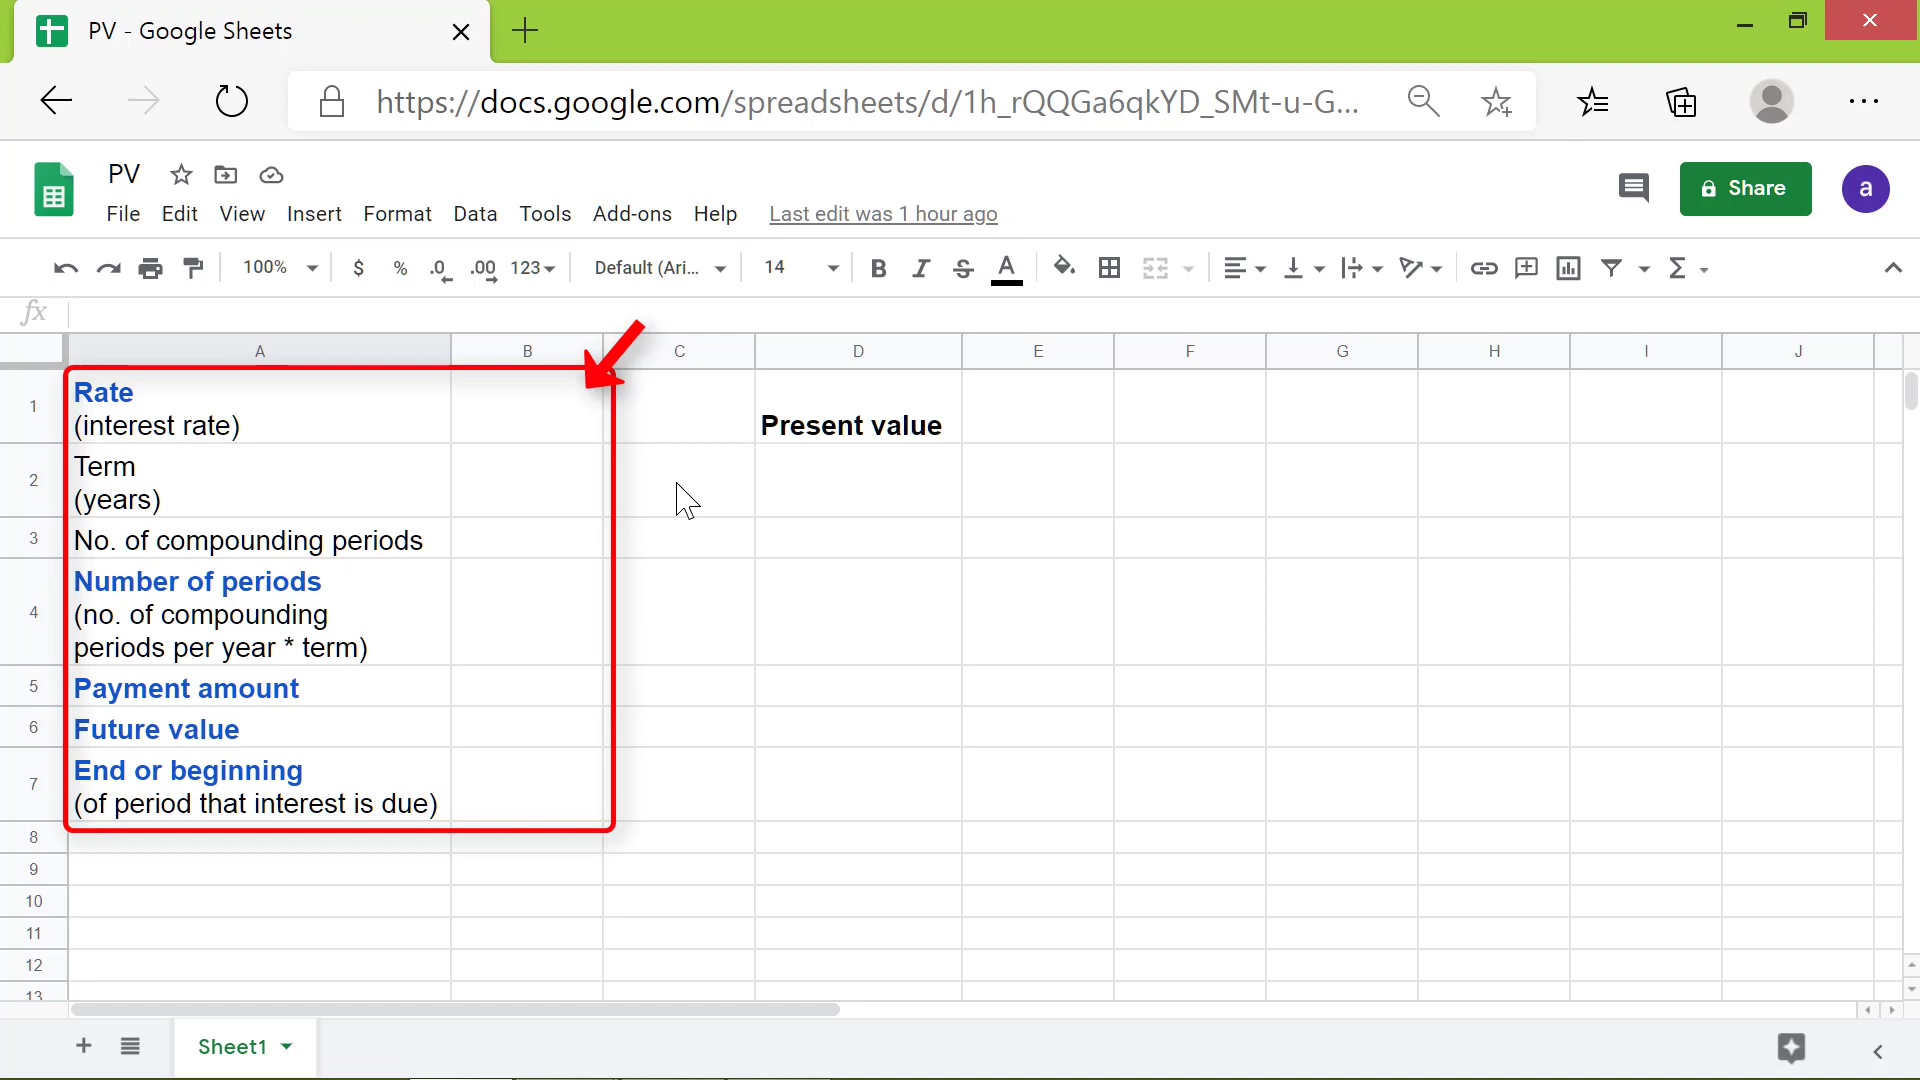 PV - Google Sheets
https://docs.google.com/spreadsheets/d/1h_rQQGa6qkYD_SMt-u-G...
PV
File Edit View Insert Format Data Tools Add-ons Help Last edit was 1 hour ago
Share
a
100% $ % .0 .00 123 Default (Ari... 14 B I S A Σ
fx
A B C D E F G H I J
1 Rate
(interest rate)
Present value
2 Term
(years)
3 No. of compounding periods
4 Number of periods
(no. of compounding
periods per year * term)
5 Payment amount
6 Future value
7 End or beginning
(of period that interest is due)
8
9
10
11
12
13
Sheet1